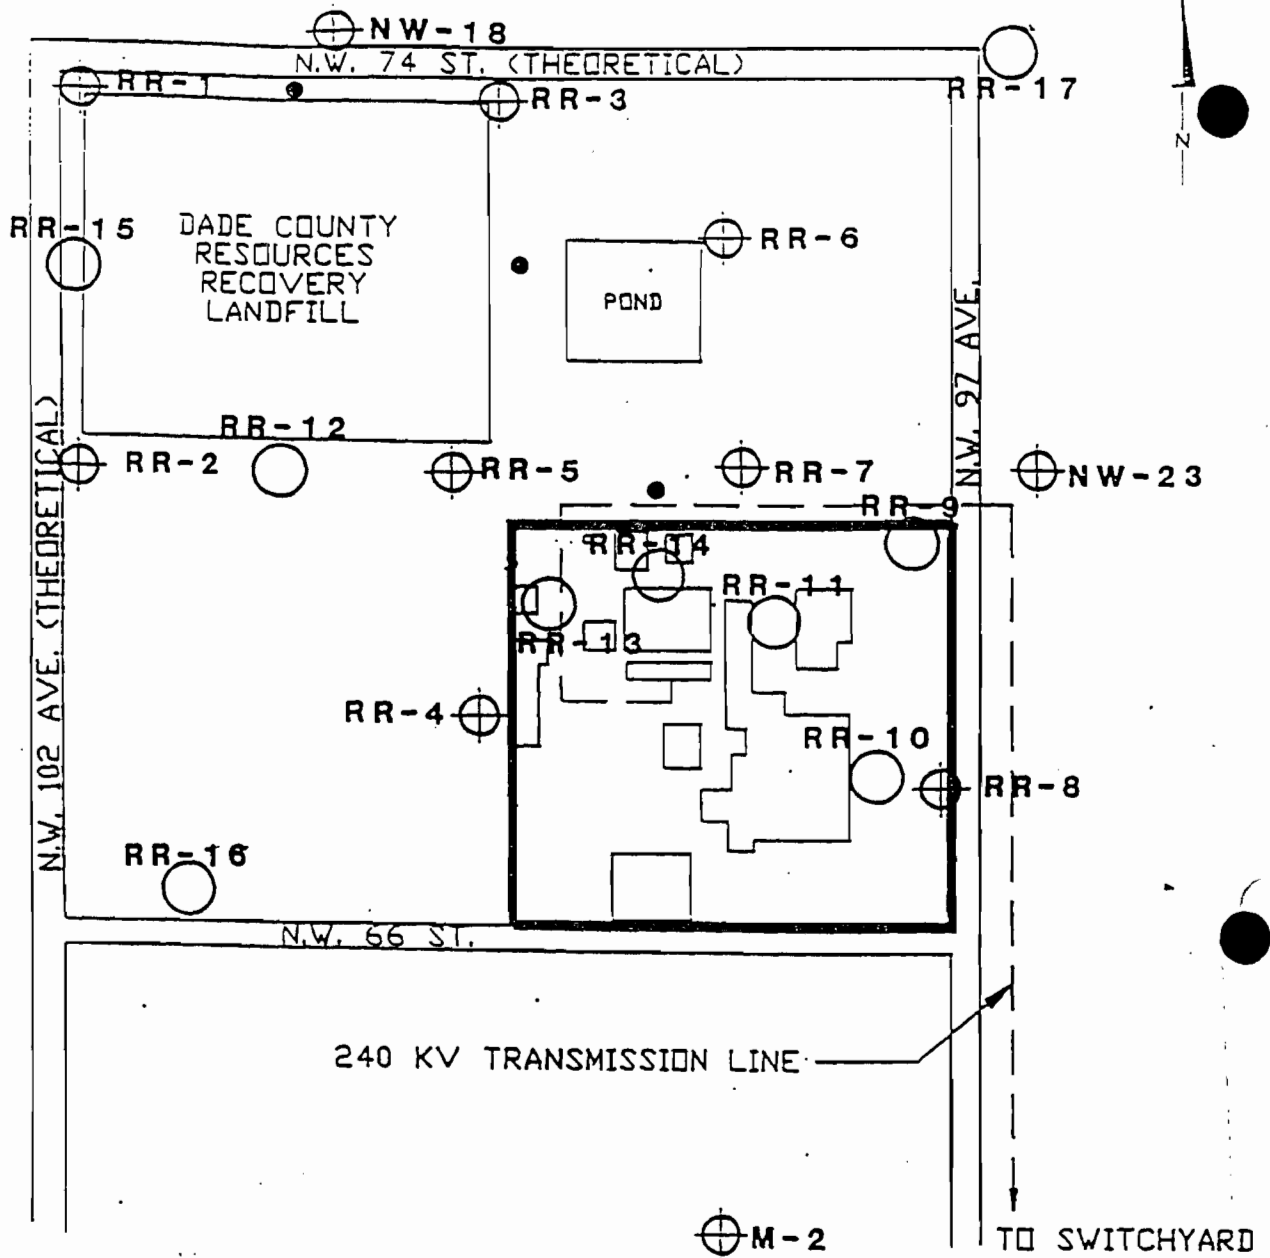 NW-18
N.W. 74 ST. (THEORETICAL)
RR-1
RR-3
RR-17
N
RR-15
DADE COUNTY
RESOURCES
RECOVERY
LANDFILL
RR-6
POND
N.W. 97 AVE.
N.W. 102 AVE. (THEORETICAL)
RR-12
RR-2
RR-5
RR-7
NW-23
RR-9
RR-14
RR-11
RR-13
RR-4
RR-10
RR-8
RR-16
N.W. 66 ST.
240 KV TRANSMISSION LINE
M-2
TO SWITCHYARD